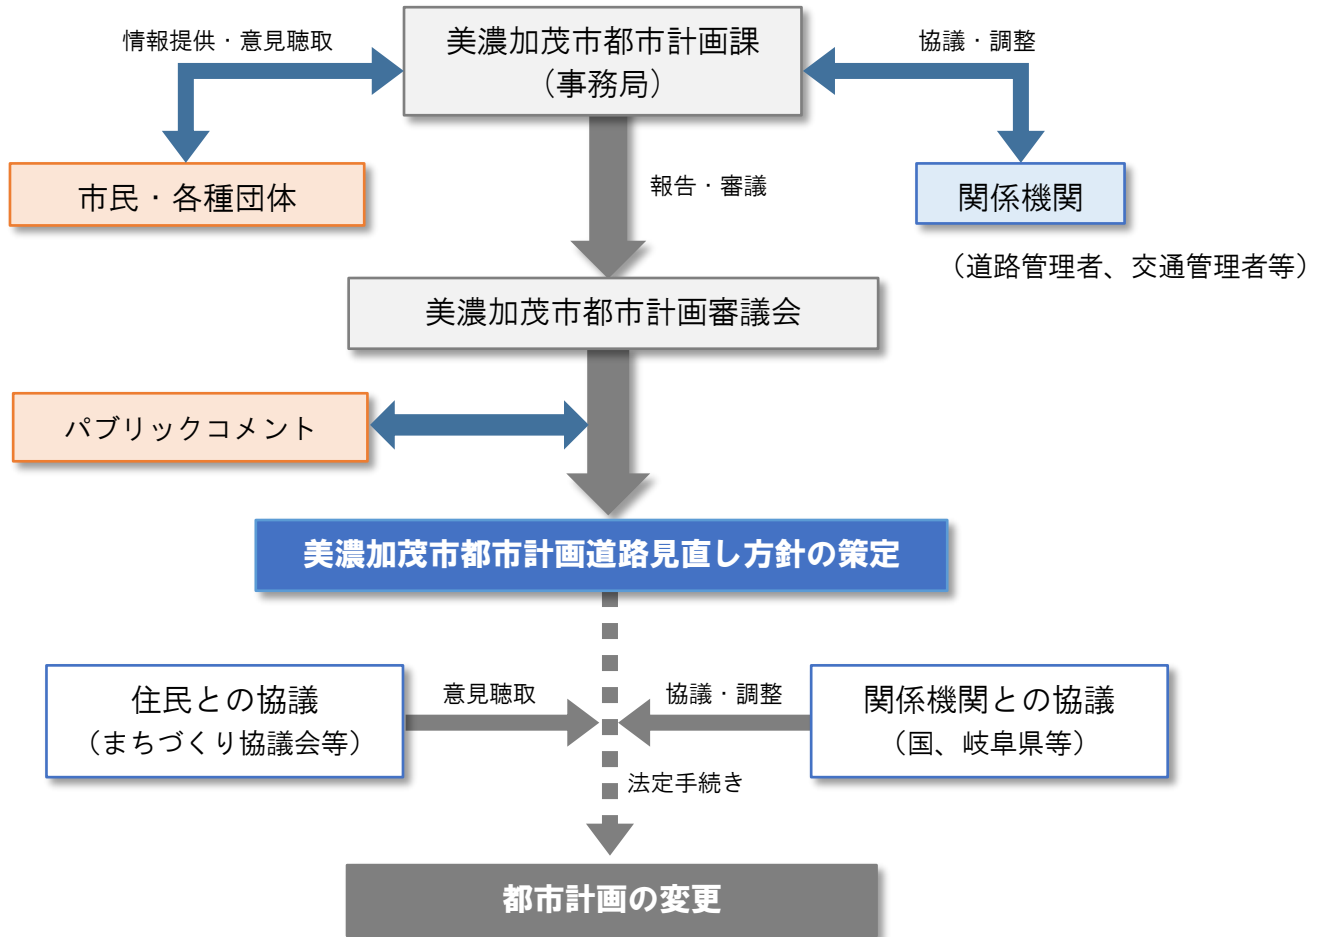 情報提供・意見聴取
美濃加茂市都市計画課
（事務局）
協議・調整
市民・各種団体
報告・審議
関係機関
（道路管理者、交通管理者等）
美濃加茂市都市計画審議会
パブリックコメント
美濃加茂市都市計画道路見直し方針の策定
住民との協議
（まちづくり協議会等）
意見聴取
協議・調整
関係機関との協議
（国、岐阜県等）
法定手続き
都市計画の変更